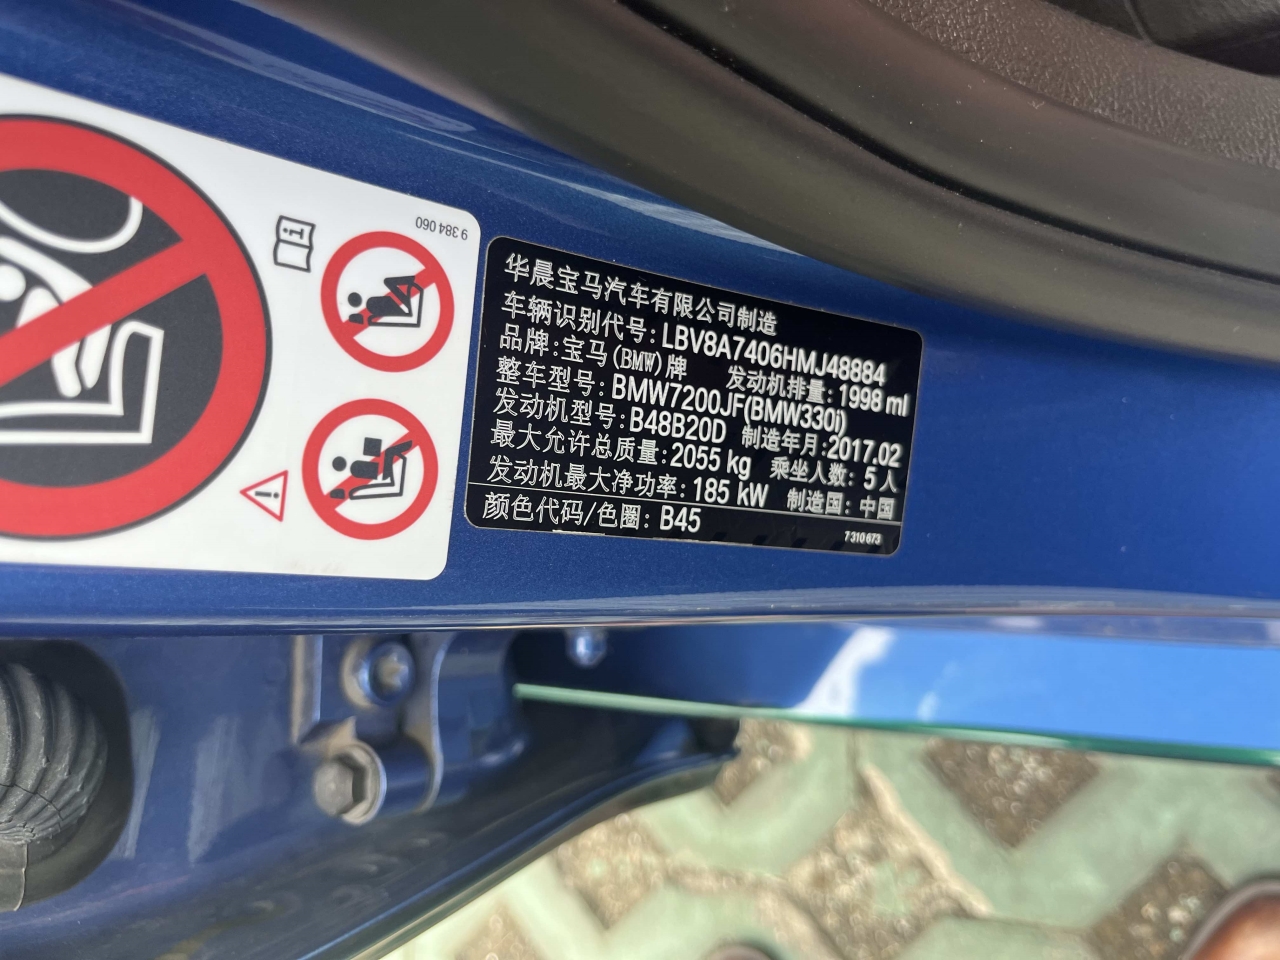 9 384 060
华晨宝马汽车有限公司制造
车辆识别代号: LBV8A7406HMJ48884
品牌: 宝马(BMW)牌 发动机排量: 1998 ml
整车型号: BMW7200JF(BMW330i)
发动机型号: B48B20D 制造年月: 2017.02
最大允许总质量: 2055 kg 乘坐人数: 5 人
发动机最大净功率: 185 kW 制造国: 中国
颜色代码/色圈: B45
7 310 673